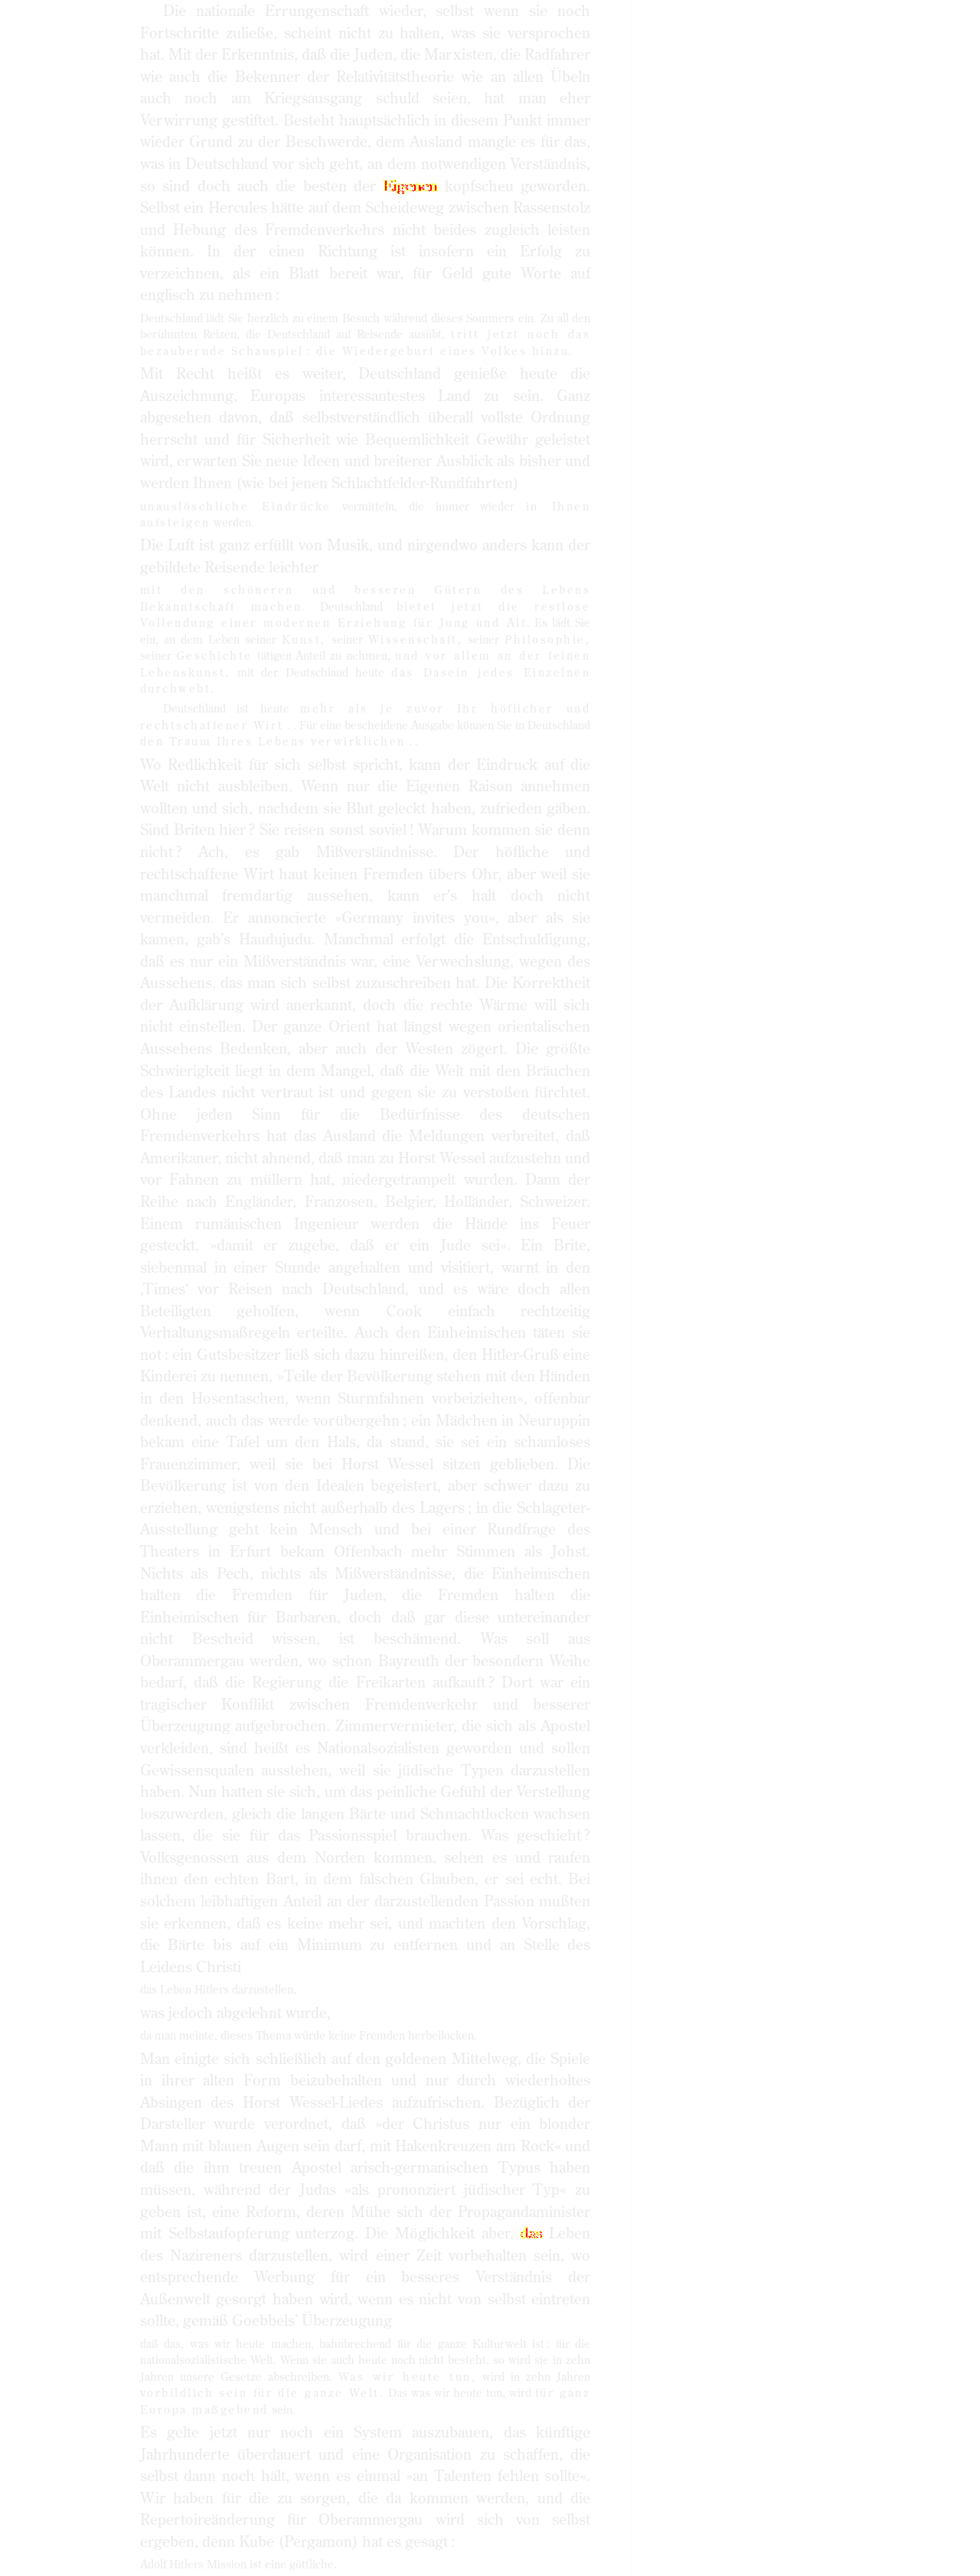 Die nationale Errungenschaft wieder, selbst wenn sie noch
Fortschritte zuließe, scheint nicht zu halten, was sie versprochen
hat. Mit der Erkenntnis, daß die Juden, die Marxisten, die Radfahrer
wie auch die Bekenner der Relativitätstheorie wie an allen Übeln
auch noch am Kriegsausgang schuld seien, hat man eher
Verwirrung gestiftet. Besteht hauptsächlich in diesem Punkt immer
wieder Grund zu der Beschwerde, dem Ausland mangle es für das,
was in Deutschland vor sich geht, an dem notwendigen Verständnis,
so sind doch auch die besten der Eigenen kopfscheu geworden.
Selbst ein Hercules hätte auf dem Scheideweg zwischen Rassenstolz
und Hebung des Fremdenverkehrs nicht beides zugleich leisten
können. In der einen Richtung ist insofern ein Erfolg zu
verzeichnen, als ein Blatt bereit war, für Geld gute Worte auf
englisch zu nehmen :
Deutschland lädt Sie herzlich zu einem Besuch während dieses Sommers ein. Zu all den
berühmten Reizen, die Deutschland auf Reisende ausübt, tritt jetzt noch das
bezaubernde Schauspiel : die Wiedergeburt eines Volkes hinzu.
Mit Recht heißt es weiter, Deutschland genieße heute die
Auszeichnung, Europas interessantestes Land zu sein. Ganz
abgesehen davon, daß selbstverständlich überall vollste Ordnung
herrscht und für Sicherheit wie Bequemlichkeit Gewähr geleistet
wird, erwarten Sie neue Ideen und breiterer Ausblick als bisher und
werden Ihnen (wie bei jenen Schlachtfelder-Rundfahrten)
unauslöschliche Eindrücke vermitteln, die immer wieder in Ihnen
aufsteigen werden.
Die Luft ist ganz erfüllt von Musik, und nirgendwo anders kann der
gebildete Reisende leichter
mit den schöneren und besseren Gütern des Lebens
Bekanntschaft machen. Deutschland bietet jetzt die restlose
Vollendung einer modernen Erziehung für Jung und Alt. Es lädt Sie
ein, an dem Leben seiner Kunst, seiner Wissenschaft, seiner Philosophie,
seiner Geschichte tätigen Anteil zu nehmen, und vor allem an der feinen
Lebenskunst, mit der Deutschland heute das Dasein jedes Einzelnen
durchwebt.
Deutschland ist heute mehr als je zuvor Ihr höflicher und
rechtschaffener Wirt . . Für eine bescheidene Ausgabe können Sie in Deutschland
den Traum Ihres Lebens verwirklichen . .
Wo Redlichkeit für sich selbst spricht, kann der Eindruck auf die
Welt nicht ausbleiben. Wenn nur die Eigenen Raison annehmen
wollten und sich, nachdem sie Blut geleckt haben, zufrieden gäben.
Sind Briten hier ? Sie reisen sonst soviel ! Warum kommen sie denn
nicht ? Ach, es gab Mißverständnisse. Der höfliche und
rechtschaffene Wirt haut keinen Fremden übers Ohr, aber weil sie
manchmal fremdartig aussehen, kann er's halt doch nicht
vermeiden. Er annoncierte »Germany invites you«, aber als sie
kamen, gab's Haudujudu. Manchmal erfolgt die Entschuldigung,
daß es nur ein Mißverständnis war, eine Verwechslung, wegen des
Aussehens, das man sich selbst zuzuschreiben hat. Die Korrektheit
der Aufklärung wird anerkannt, doch die rechte Wärme will sich
nicht einstellen. Der ganze Orient hat längst wegen orientalischen
Aussehens Bedenken, aber auch der Westen zögert. Die größte
Schwierigkeit liegt in dem Mangel, daß die Welt mit den Bräuchen
des Landes nicht vertraut ist und gegen sie zu verstoßen fürchtet.
Ohne jeden Sinn für die Bedürfnisse des deutschen
Fremdenverkehrs hat das Ausland die Meldungen verbreitet, daß
Amerikaner, nicht ahnend, daß man zu Horst Wessel aufzustehn und
vor Fahnen zu müllern hat, niedergetrampelt wurden. Dann der
Reihe nach Engländer, Franzosen, Belgier, Holländer, Schweizer.
Einem rumänischen Ingenieur werden die Hände ins Feuer
gesteckt, »damit er zugebe, daß er ein Jude sei«. Ein Brite,
siebenmal in einer Stunde angehalten und visitiert, warnt in den
‚Times‘ vor Reisen nach Deutschland, und es wäre doch allen
Beteiligten geholfen, wenn Cook einfach rechtzeitig
Verhaltungsmaßregeln erteilte. Auch den Einheimischen täten sie
not : ein Gutsbesitzer ließ sich dazu hinreißen, den Hitler-Gruß eine
Kinderei zu nennen, »Teile der Bevölkerung stehen mit den Händen
in den Hosentaschen, wenn Sturmfahnen vorbeiziehen«, offenbar
denkend, auch das werde vorübergehn ; ein Mädchen in Neuruppin
bekam eine Tafel um den Hals, da stand, sie sei ein schamloses
Frauenzimmer, weil sie bei Horst Wessel sitzen geblieben. Die
Bevölkerung ist von den Idealen begeistert, aber schwer dazu zu
erziehen, wenigstens nicht außerhalb des Lagers ; in die Schlageter-
Ausstellung geht kein Mensch und bei einer Rundfrage des
Theaters in Erfurt bekam Offenbach mehr Stimmen als Johst.
Nichts als Pech, nichts als Mißverständnisse, die Einheimischen
halten die Fremden für Juden, die Fremden halten die
Einheimischen für Barbaren, doch daß gar diese untereinander
nicht Bescheid wissen, ist beschämend. Was soll aus
Oberammergau werden, wo schon Bayreuth der besondern Weihe
bedarf, daß die Regierung die Freikarten aufkauft ? Dort war ein
tragischer Konflikt zwischen Fremdenverkehr und besserer
Überzeugung aufgebrochen. Zimmervermieter, die sich als Apostel
verkleiden, sind heißt es Nationalsozialisten geworden und sollen
Gewissensqualen ausstehen, weil sie jüdische Typen darzustellen
haben. Nun hatten sie sich, um das peinliche Gefühl der Verstellung
loszuwerden, gleich die langen Bärte und Schmachtlocken wachsen
lassen, die sie für das Passionsspiel brauchen. Was geschieht ?
Volksgenossen aus dem Norden kommen, sehen es und raufen
ihnen den echten Bart, in dem falschen Glauben, er sei echt. Bei
solchem leibhaftigen Anteil an der darzustellenden Passion mußten
sie erkennen, daß es keine mehr sei, und machten den Vorschlag,
die Bärte bis auf ein Minimum zu entfernen und an Stelle des
Leidens Christi
das Leben Hitlers darzustellen,
was jedoch abgelehnt wurde,
da man meinte, dieses Thema würde keine Fremden herbeilocken.
Man einigte sich schließlich auf den goldenen Mittelweg, die Spiele
in ihrer alten Form beizubehalten und nur durch wiederholtes
Absingen des Horst Wessel-Liedes aufzufrischen. Bezüglich der
Darsteller wurde verordnet, daß »der Christus nur ein blonder
Mann mit blauen Augen sein darf, mit Hakenkreuzen am Rock« und
daß die ihm treuen Apostel arisch-germanischen Typus haben
müssen, während der Judas »als prononziert jüdischer Typ« zu
geben ist, eine Reform, deren Mühe sich der Propagandaminister
mit Selbstaufopferung unterzog. Die Möglichkeit aber, das Leben
des Nazireners darzustellen, wird einer Zeit vorbehalten sein, wo
entsprechende Werbung für ein besseres Verständnis der
Außenwelt gesorgt haben wird, wenn es nicht von selbst eintreten
sollte, gemäß Goebbels' Überzeugung
daß das, was wir heute machen, bahnbrechend für die ganze Kulturwelt ist : für die
nationalsozialistische Welt. Wenn sie auch heute noch nicht besteht, so wird sie in zehn
Jahren unsere Gesetze abschreiben. Was wir heute tun, wird in zehn Jahren
vorbildlich sein für die ganze Welt. Das was wir heute tun, wird für ganz
Europa maßgebend sein.
Es gelte jetzt nur noch ein System auszubauen, das künftige
Jahrhunderte überdauert und eine Organisation zu schaffen, die
selbst dann noch hält, wenn es einmal »an Talenten fehlen sollte«.
Wir haben für die zu sorgen, die da kommen werden, und die
Repertoireänderung für Oberammergau wird sich von selbst
ergeben, denn Kube (Pergamon) hat es gesagt :
Adolf Hitlers Mission ist eine göttliche.